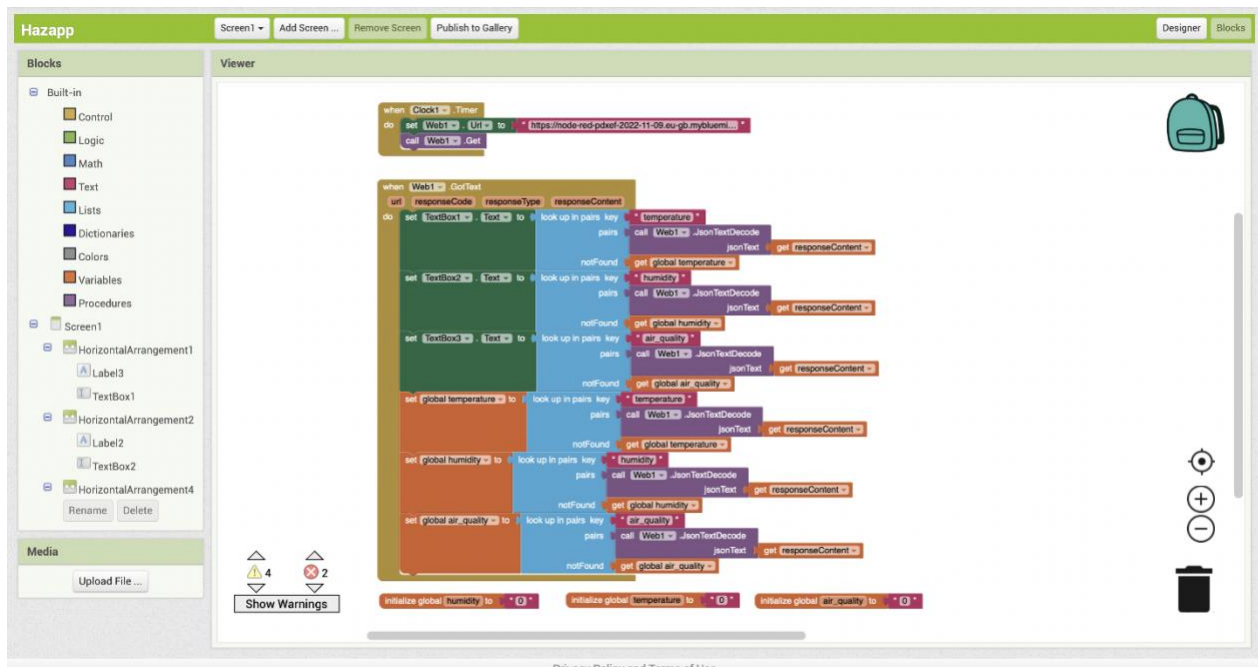 Hazapp
Screen1 Add Screen ... Remove Screen Publish to Gallery Designer Blocks
Blocks
Built-in
Control
Logic
Math
Text
Lists
Dictionaries
Colors
Variables
Procedures
Screen1
HorizontalArrangement1
Label3
TextBox1
HorizontalArrangement2
Label2
TextBox2
HorizontalArrangement4
Rename Delete
Media
Upload File ...
Viewer
when Clock1 .Timer
do set Web1 . Url to " https://node-red-pdxef-2022-11-09.eu-gb.mybluemi... "
call Web1 .Get
when Web1 .GotText
url responseCode responseType responseContent
do set TextBox1 . Text to look up in pairs key " temperature "
pairs call Web1 .JsonTextDecode
jsonText get responseContent
notFound get global temperature
set TextBox2 . Text to look up in pairs key " humidity "
pairs call Web1 .JsonTextDecode
jsonText get responseContent
notFound get global humidity
set TextBox3 . Text to look up in pairs key " air_quality "
pairs call Web1 .JsonTextDecode
jsonText get responseContent
notFound get global air_quality
set global temperature to look up in pairs key " temperature "
pairs call Web1 .JsonTextDecode
jsonText get responseContent
notFound get global temperature
set global humidity to look up in pairs key " humidity "
pairs call Web1 .JsonTextDecode
jsonText get responseContent
notFound get global humidity
set global air_quality to look up in pairs key " air_quality "
pairs call Web1 .JsonTextDecode
jsonText get responseContent
notFound get global air_quality
initialize global humidity to " 0 " initialize global temperature to " 0 " initialize global air_quality to " 0 "
4 2
Show Warnings
Privacy Policy and Terms of Use